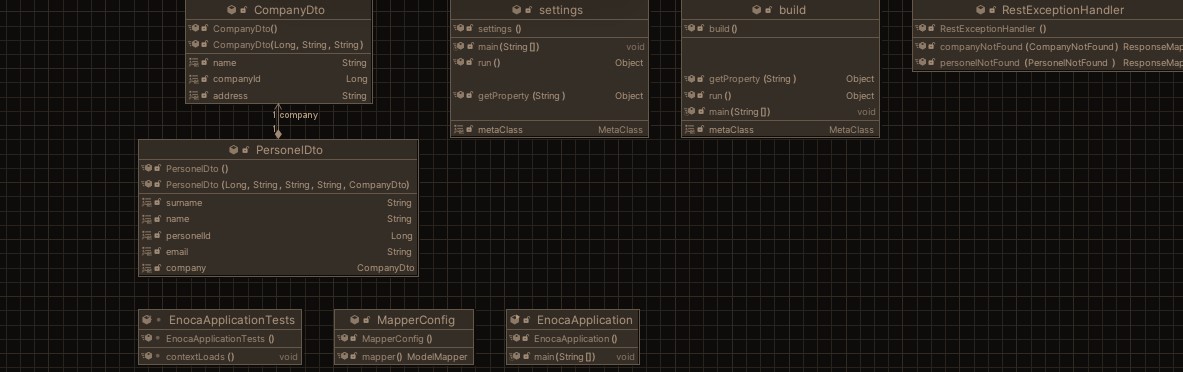 CompanyDto
CompanyDto()
CompanyDto(Long, String, String)
name String
companyId Long
address String
1 company
1
PersonelDto
PersonelDto ()
PersonelDto (Long, String, String, String, CompanyDto)
surname String
name String
personelId Long
email String
company CompanyDto
settings
settings ()
main(String[]) void
run () Object
getProperty (String ) Object
metaClass MetaClass
build
build()
getProperty (String ) Object
run() Object
main(String[]) void
metaClass MetaClass
RestExceptionHandler
RestExceptionHandler ()
companyNotFound (CompanyNotFound) ResponseMap
personelNotFound (PersonelNotFound ) ResponseMap
EnocaApplicationTests
EnocaApplicationTests ()
contextLoads () void
MapperConfig
MapperConfig ()
mapper() ModelMapper
EnocaApplication
EnocaApplication ()
main(String[]) void